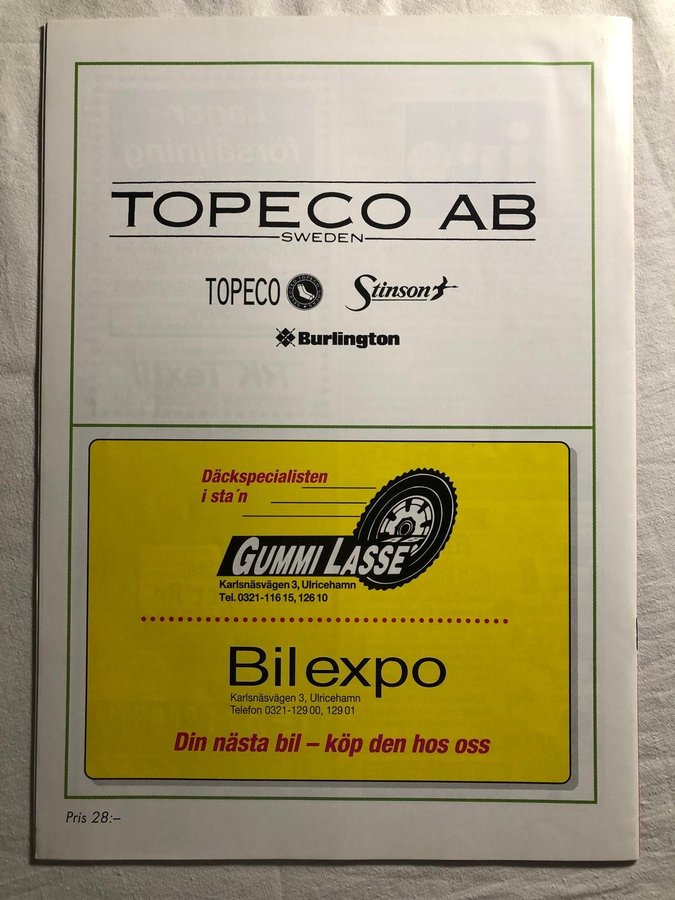 TOPECO AB
SWEDEN
TOPECO
Stinson
Burlington
Däckspecialisten
i sta´n
GUMMI LASSE
Karlsnäsvägen 3, Ulricehamn
Tel. 0321-116 15, 126 10
Bilexpo
Karlsnäsvägen 3, Ulricehamn
Telefon 0321-129 00, 129 01
Din nästa bil – köp den hos oss
Pris 28:–